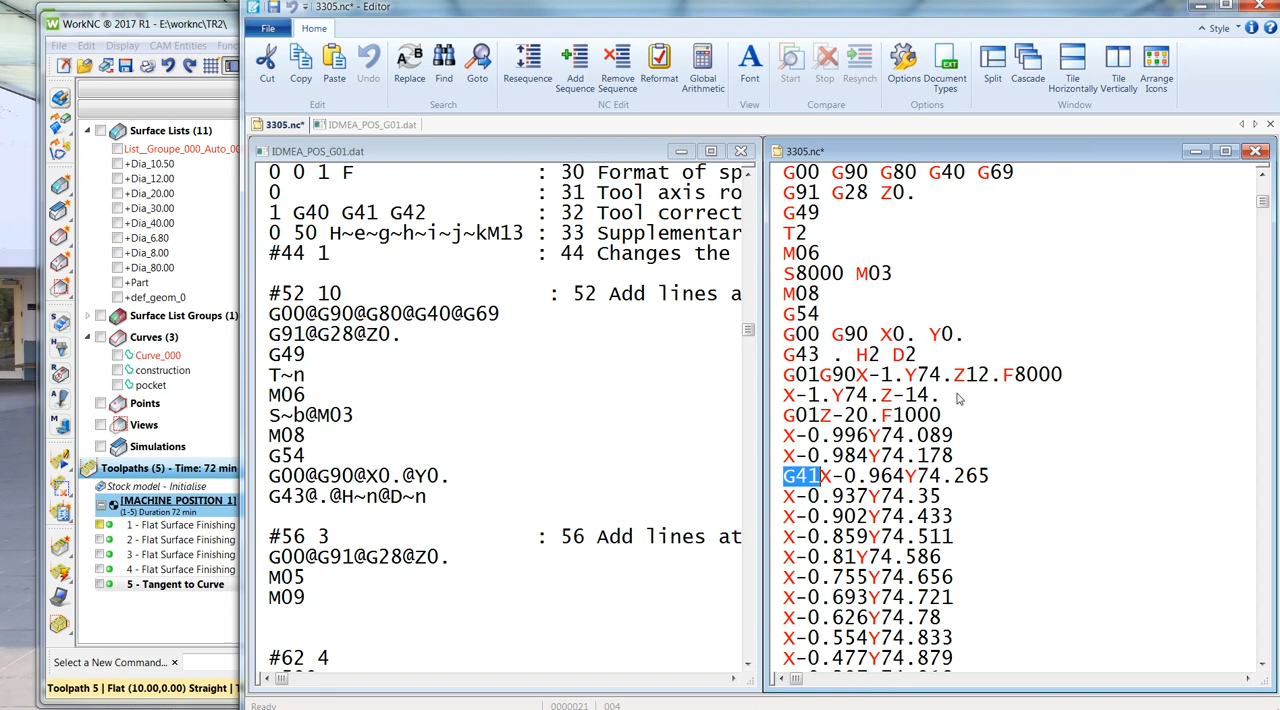 WorkNC ® 2017 R1 - E:\worknc\TR2\
File Edit Display CAM Entities Func
Surface Lists (11)
List__Groupe_000_Auto_00
+Dia_10.50
+Dia_12.00
+Dia_20.00
+Dia_30.00
+Dia_40.00
+Dia_6.80
+Dia_8.00
+Dia_80.00
+Part
+def_geom_0
Surface List Groups (1)
Curves (3)
Curve_000
construction
pocket
Points
Views
Simulations
Toolpaths (5) - Time: 72 min
Stock model - Initialise
[MACHINE_POSITION_1]
(1-5) Duration 72 min
1 - Flat Surface Finishing
2 - Flat Surface Finishing
3 - Flat Surface Finishing
4 - Flat Surface Finishing
5 - Tangent to Curve
Select a New Command...
Toolpath 5 | Flat (10.00,0.00) Straight |
3305.nc* - Editor
File Home
Style
Cut Copy Paste Undo
Replace Find Goto
Resequence Add Sequence Remove Sequence Reformat Global Arithmetic
Font
Start Stop Resynch
Options Document Types
Split Cascade Tile Horizontally Tile Vertically Arrange Icons
Edit Search NC Edit View Compare Options Window
3305.nc* IDMEA_POS_G01.dat
IDMEA_POS_G01.dat
0 0 1 F : 30 Format of sp
0 : 31 Tool axis ro
1 G40 G41 G42 : 32 Tool correct
0 50 H~e~g~h~i~j~kM13 : 33 Supplementar
#44 1 : 44 Changes the
#52 10 : 52 Add lines a
G00@G90@G80@G40@G69
G91@G28@Z0.
G49
T~n
M06
S~b@M03
M08
G54
G00@G90@X0.@Y0.
G43@.@H~n@D~n
#56 3 : 56 Add lines at
G00@G91@G28@Z0.
M05
M09
#62 4
3305.nc*
G00 G90 G80 G40 G69
G91 G28 Z0.
G49
T2
M06
S8000 M03
M08
G54
G00 G90 X0. Y0.
G43 . H2 D2
G01G90X-1.Y74.Z12.F8000
X-1.Y74.Z-14.
G01Z-20.F1000
X-0.996Y74.089
X-0.984Y74.178
G41X-0.964Y74.265
X-0.937Y74.35
X-0.902Y74.433
X-0.859Y74.511
X-0.81Y74.586
X-0.755Y74.656
X-0.693Y74.721
X-0.626Y74.78
X-0.554Y74.833
X-0.477Y74.879
Ready 0000021 004